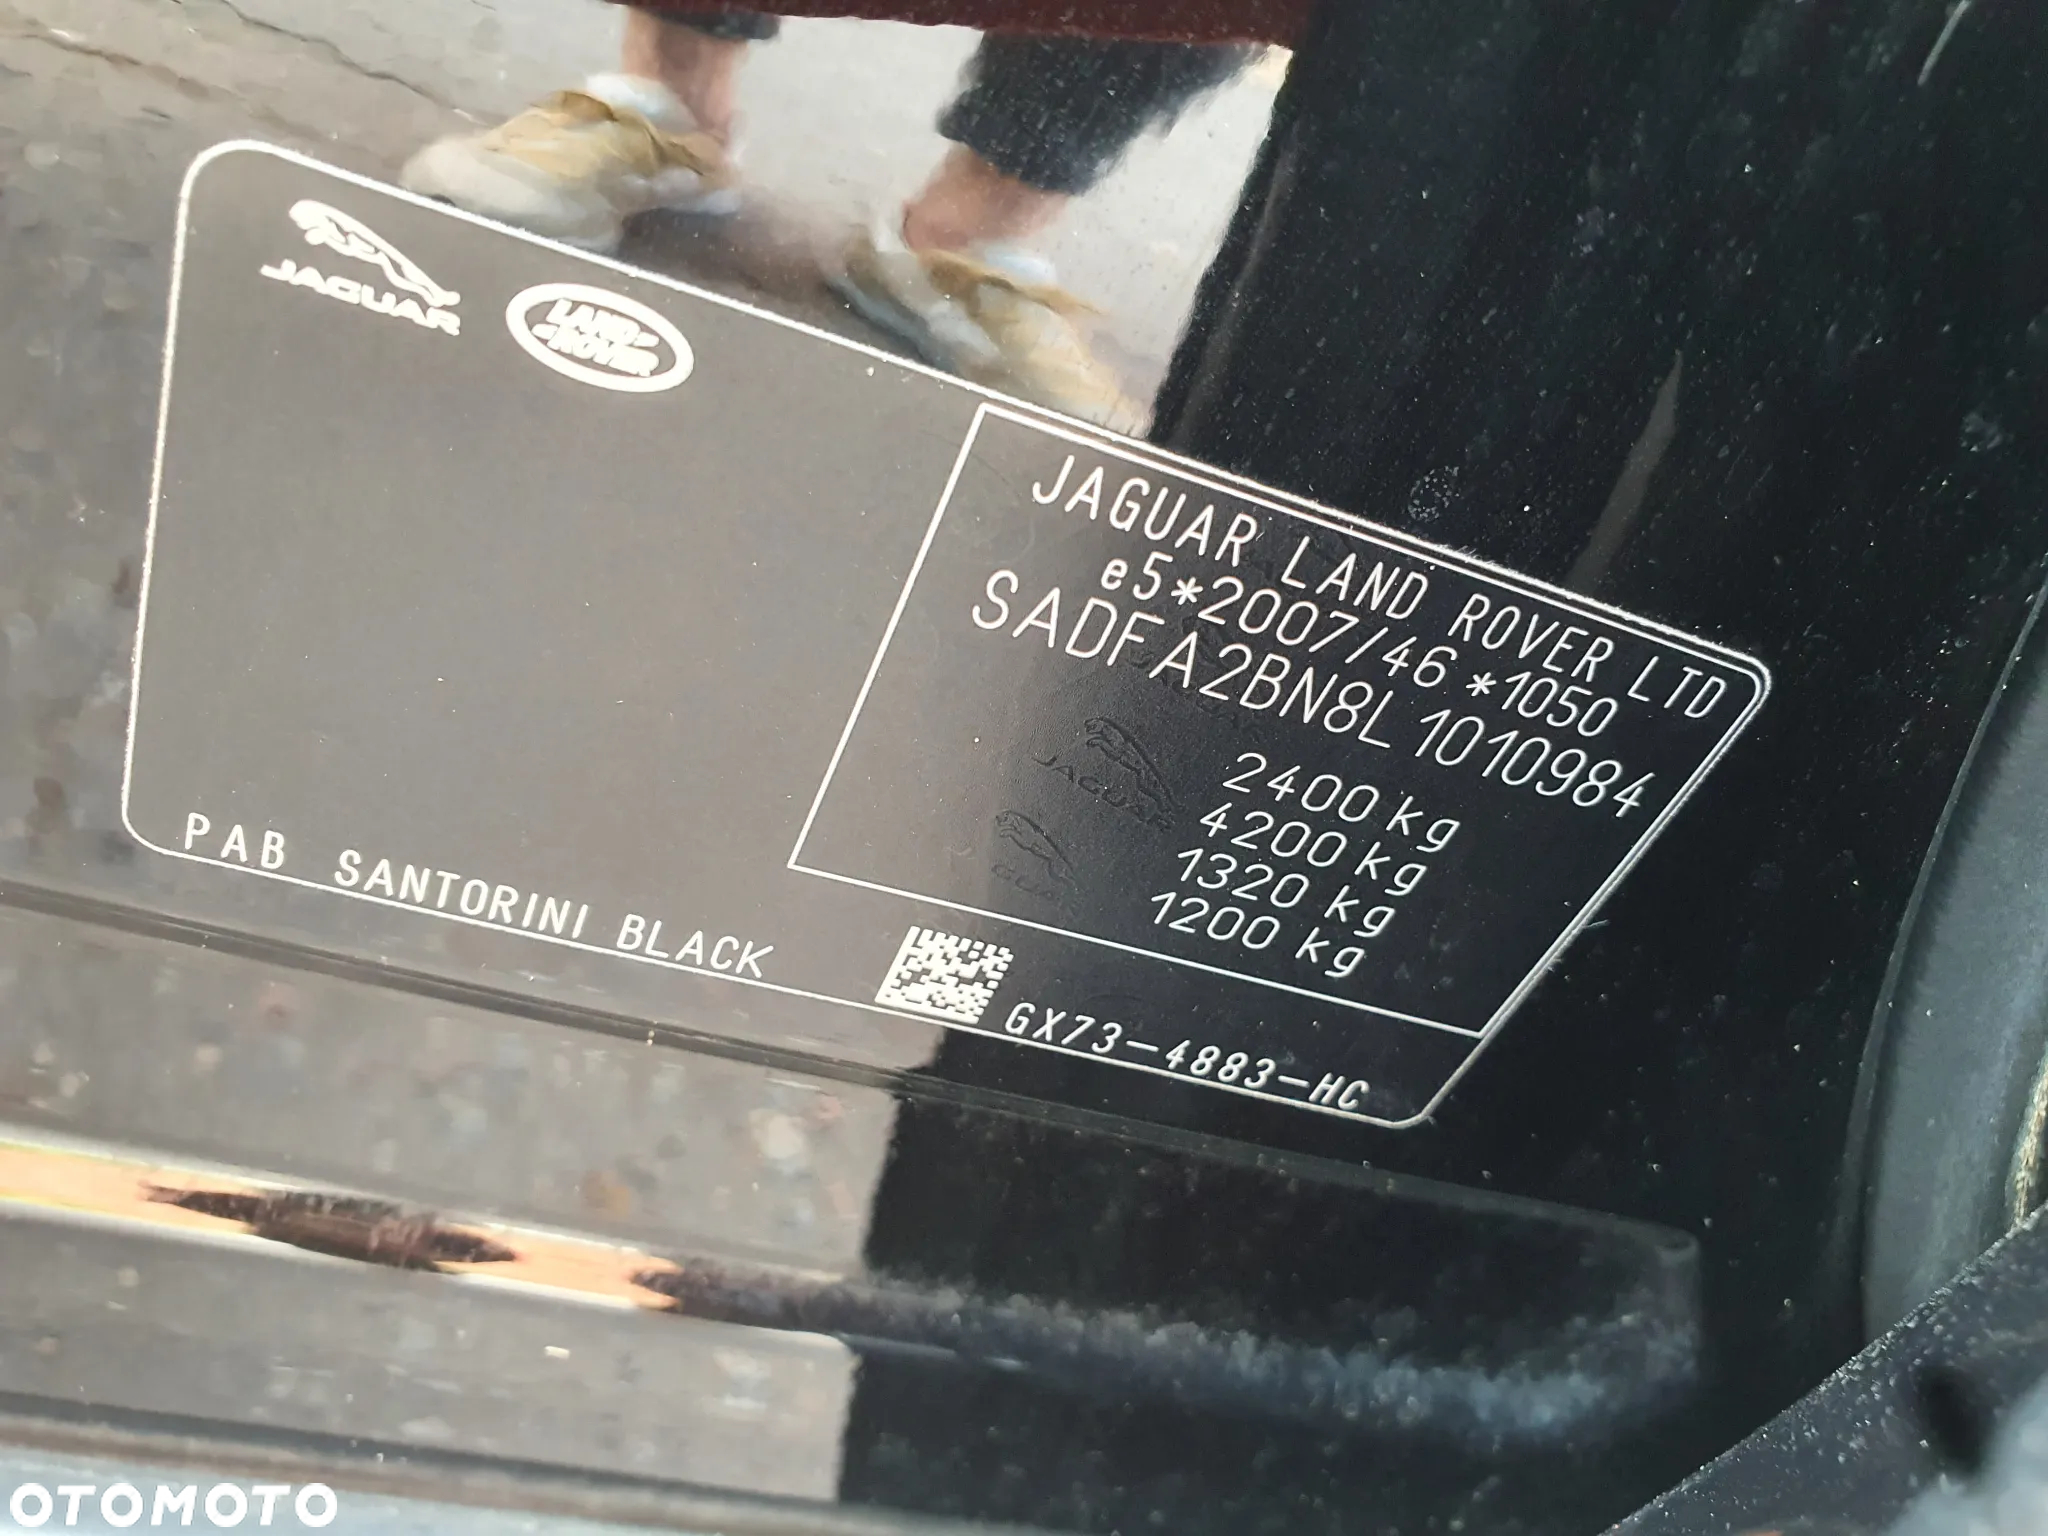 JAGUAR
LAND
ROVER
JAGUAR LAND ROVER LTD
e5*2007/46*1050
SADFA2BN8L1010984
2400 kg
4200 kg
1320 kg
1200 kg
JAGUAR
PAB SANTORINI BLACK
GX73-4883-HC
OTOMOTO